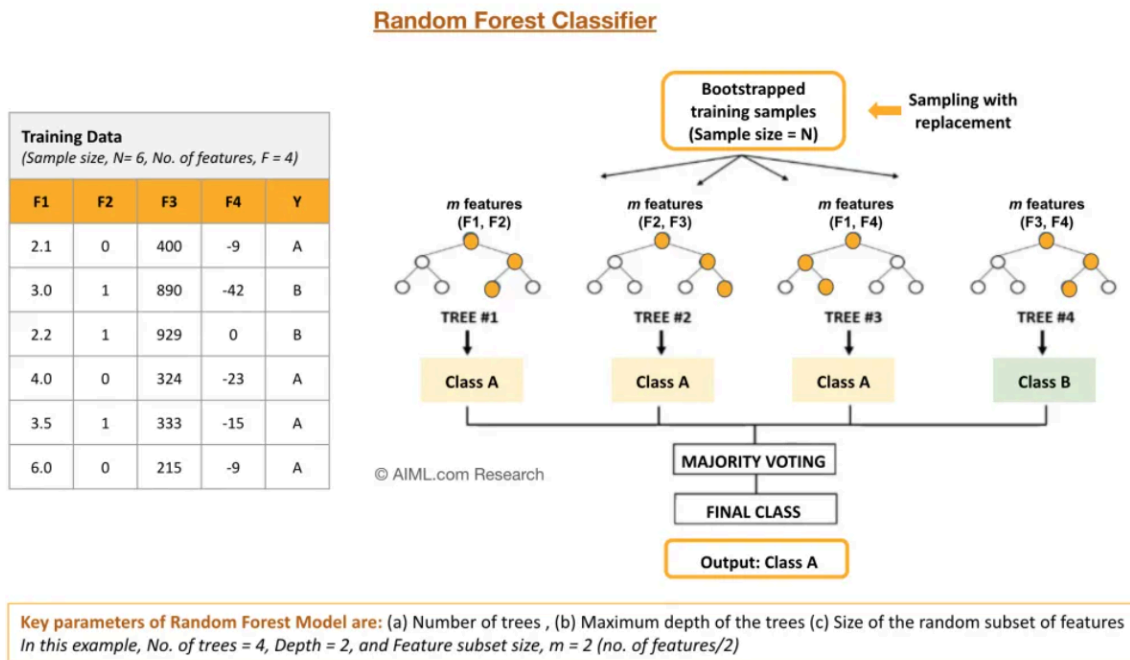 Random Forest Classifier
Bootstrapped
training samples
(Sample size = N)
Sampling with
replacement
Training Data
(Sample size, N= 6, No. of features, F = 4)
F1 F2 F3 F4 Y
2.1 0 400 -9 A
3.0 1 890 -42 B
2.2 1 929 0 B
4.0 0 324 -23 A
3.5 1 333 -15 A
6.0 0 215 -9 A
m features
(F1, F2)
m features
(F2, F3)
m features
(F1, F4)
m features
(F3, F4)
TREE #1 TREE #2 TREE #3 TREE #4
Class A Class A Class A Class B
MAJORITY VOTING
© AIML.com Research
FINAL CLASS
Output: Class A
Key parameters of Random Forest Model are: (a) Number of trees , (b) Maximum depth of the trees (c) Size of the random subset of features
In this example, No. of trees = 4, Depth = 2, and Feature subset size, m = 2 (no. of features/2)